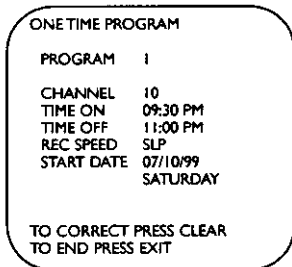 ONE TIME PROGRAM
PROGRAM 1
CHANNEL 10
TIME ON 09:30 PM
TIME OFF 11:00 PM
REC SPEED SLP
START DATE 07/10/99
SATURDAY
TO CORRECT PRESS CLEAR
TO END PRESS EXIT